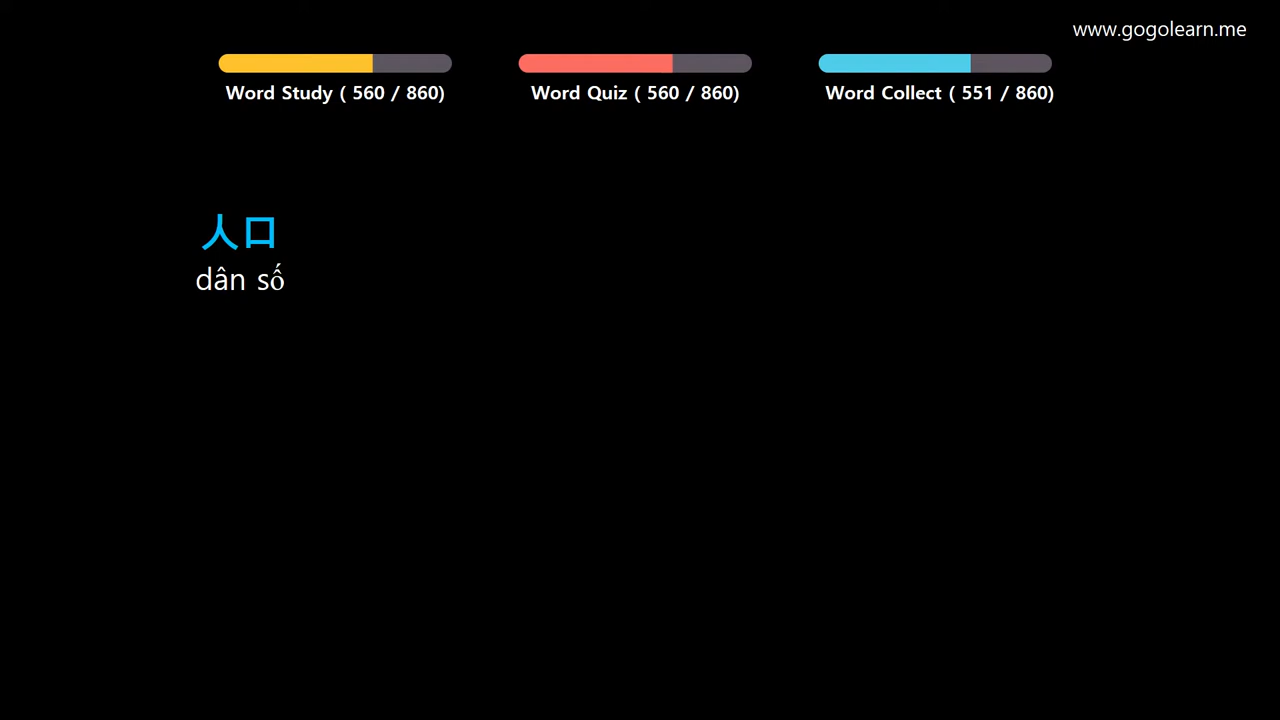 www.gogolearn.me
Word Study ( 560 / 860)
Word Quiz ( 560 / 860)
Word Collect ( 551 / 860)
人口
dân số